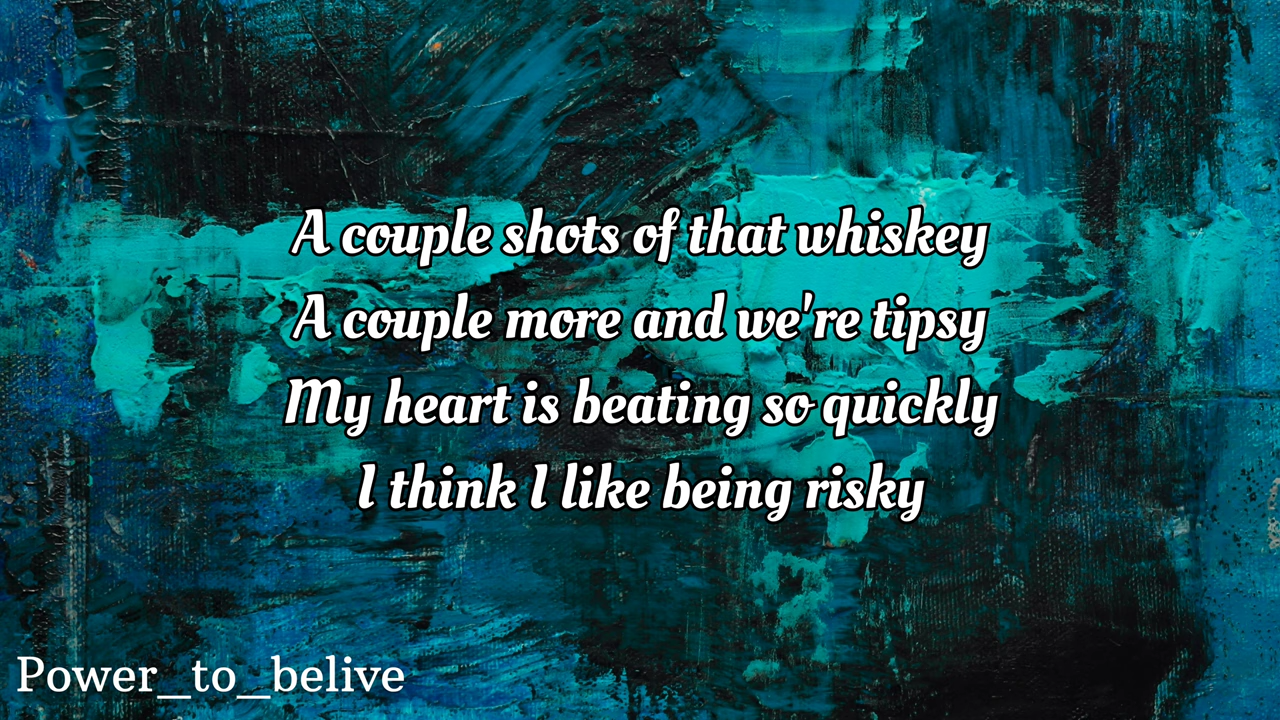 A couple shots of that whiskey
A couple more and we're tipsy
My heart is beating so quickly
I think I like being risky
Power_to_belive